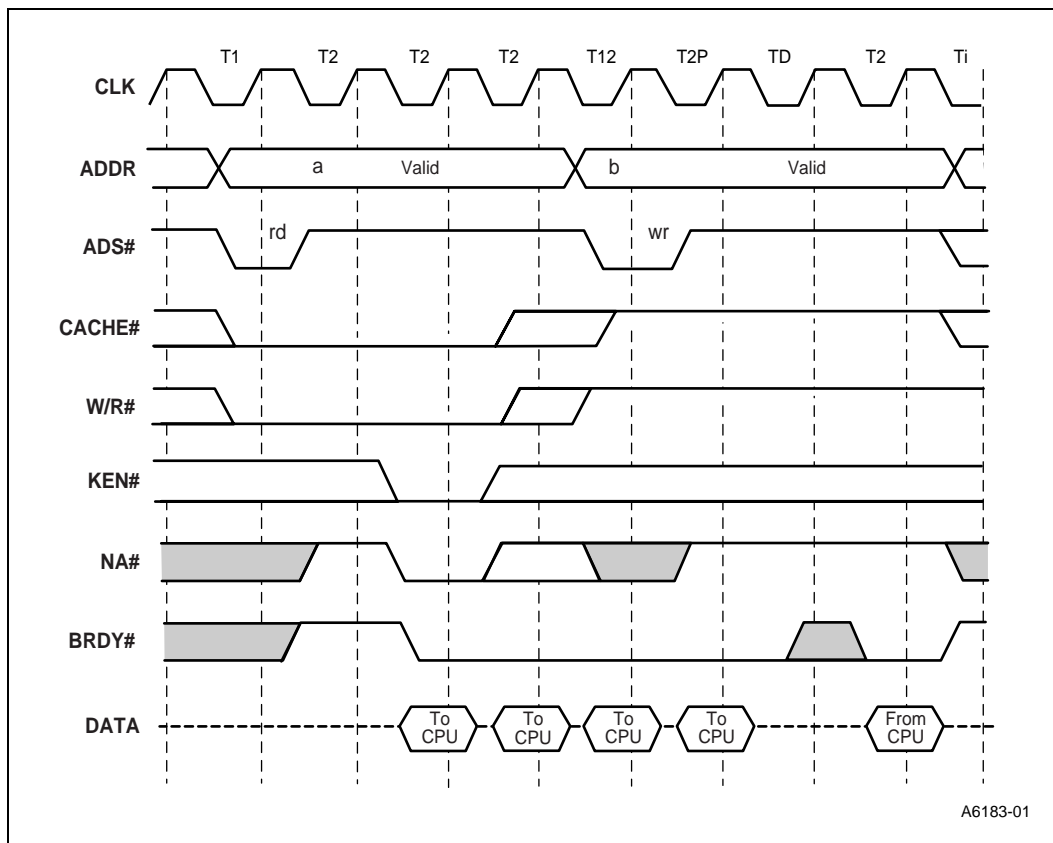 T1 T2 T2 T2 T12 T2P TD T2 Ti
CLK
ADDR a Valid b Valid
ADS# rd wr
CACHE#
W/R#
KEN#
NA#
BRDY#
DATA To CPU To CPU To CPU To CPU From CPU
A6183-01